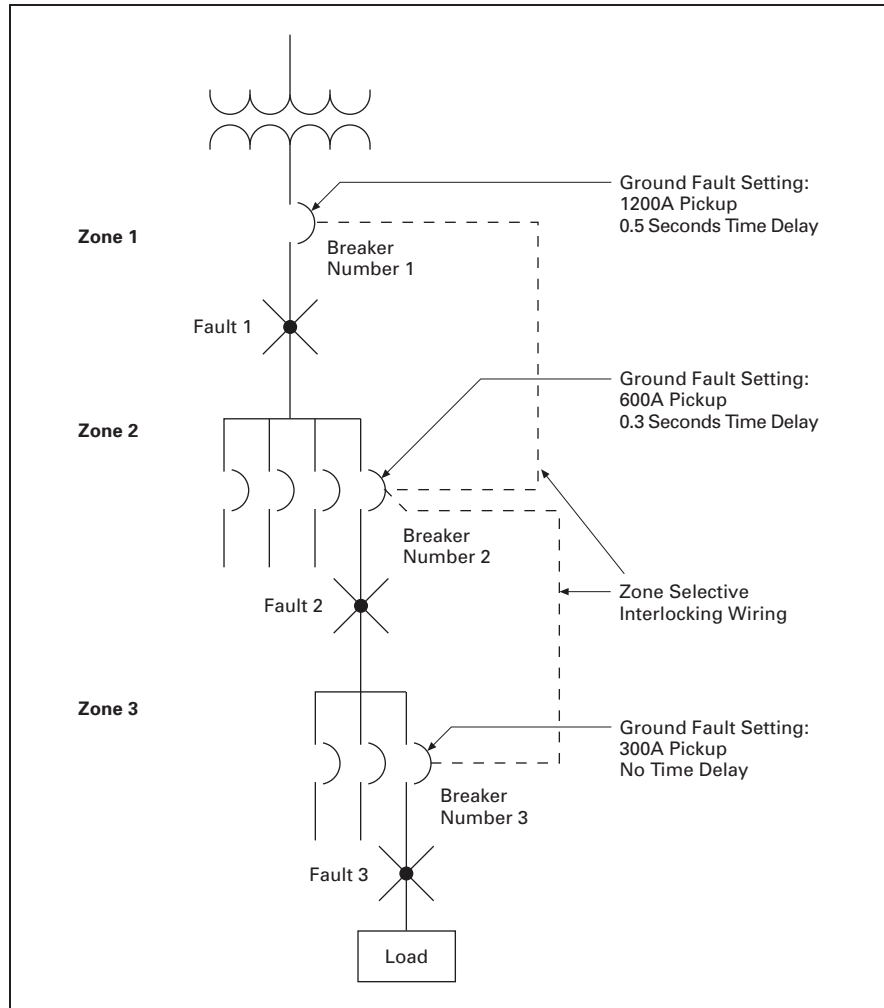 Ground Fault Setting:
1200A Pickup
0.5 Seconds Time Delay
Zone 1
Breaker
Number 1
Fault 1
Ground Fault Setting:
600A Pickup
0.3 Seconds Time Delay
Zone 2
Breaker
Number 2
Fault 2
Zone Selective
Interlocking Wiring
Zone 3
Ground Fault Setting:
300A Pickup
No Time Delay
Breaker
Number 3
Fault 3
Load